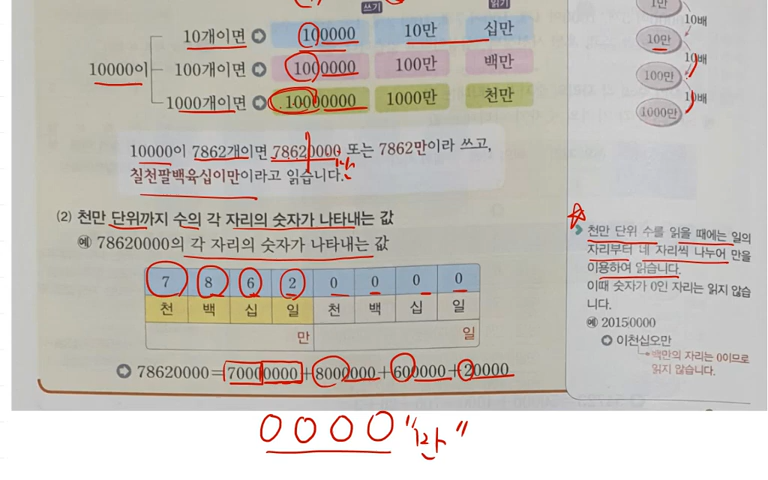 쓰기 읽기
10개이면 100000 10만 십만
10000이 100개이면 1000000 100만 백만
1000개이면 10000000 1000만 천만
10000이 7862개이면 78620000 또는 7862만이라 쓰고,
만
칠천팔백육십이만이라고 읽습니다.
(2) 천만 단위까지 수의 각 자리의 숫자가 나타내는 값
예 78620000의 각 자리의 숫자가 나타내는 값
7 8 6 2 0 0 0 0
천 백 십 일 천 백 십 일
만 일
78620000=70000000+8000000+600000+20000
0 0 0 0 "만"
1만
10배
10만
10배
100만
10배
1000만
천만 단위 수를 읽을 때에는 일의
자리부터 네 자리씩 나누어 만을
이용하여 읽습니다.
이때 숫자가 0인 자리는 읽지 않습
니다.
예 20150000
이천십오만
백만의 자리는 0이므로
읽지 않습니다.